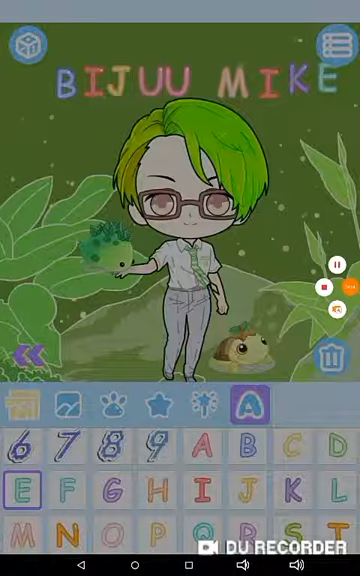 BIJUU MIKE
A
6 7 8 9 A B C D
E F G H I J K L
M N O P Q R S T
DU RECORDER